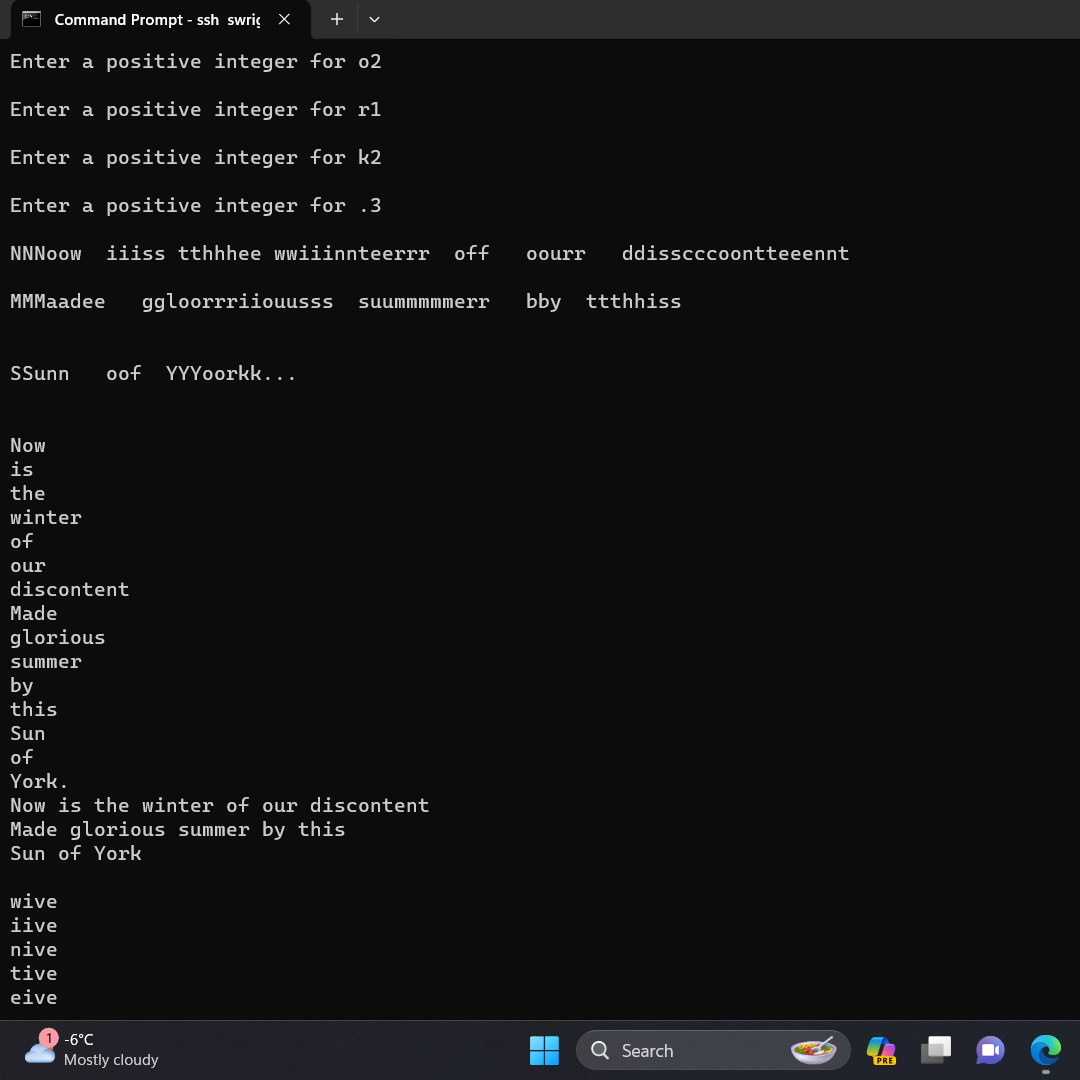 Command Prompt - ssh swrig
Enter a positive integer for o2
Enter a positive integer for r1
Enter a positive integer for k2
Enter a positive integer for .3
NNNoow  iiiss tthhhee wwiiinnteerrr  off   oourr   ddisscccoontteeennt
MMMaadee   ggloorrriiouusss  suummmmmerr   bby  ttthhiss
SSunn   oof  YYYoorkk...
Now
is
the
winter
of
our
discontent
Made
glorious
summer
by
this
Sun
of
York.
Now is the winter of our discontent
Made glorious summer by this
Sun of York
wive
iive
nive
tive
eive
1
-6°C
Mostly cloudy
Search
PRE